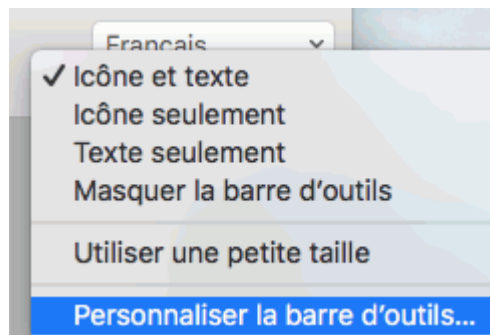 Français
Icône et texte
Icône seulement
Texte seulement
Masquer la barre d’outils
Utiliser une petite taille
Personnaliser la barre d’outils...